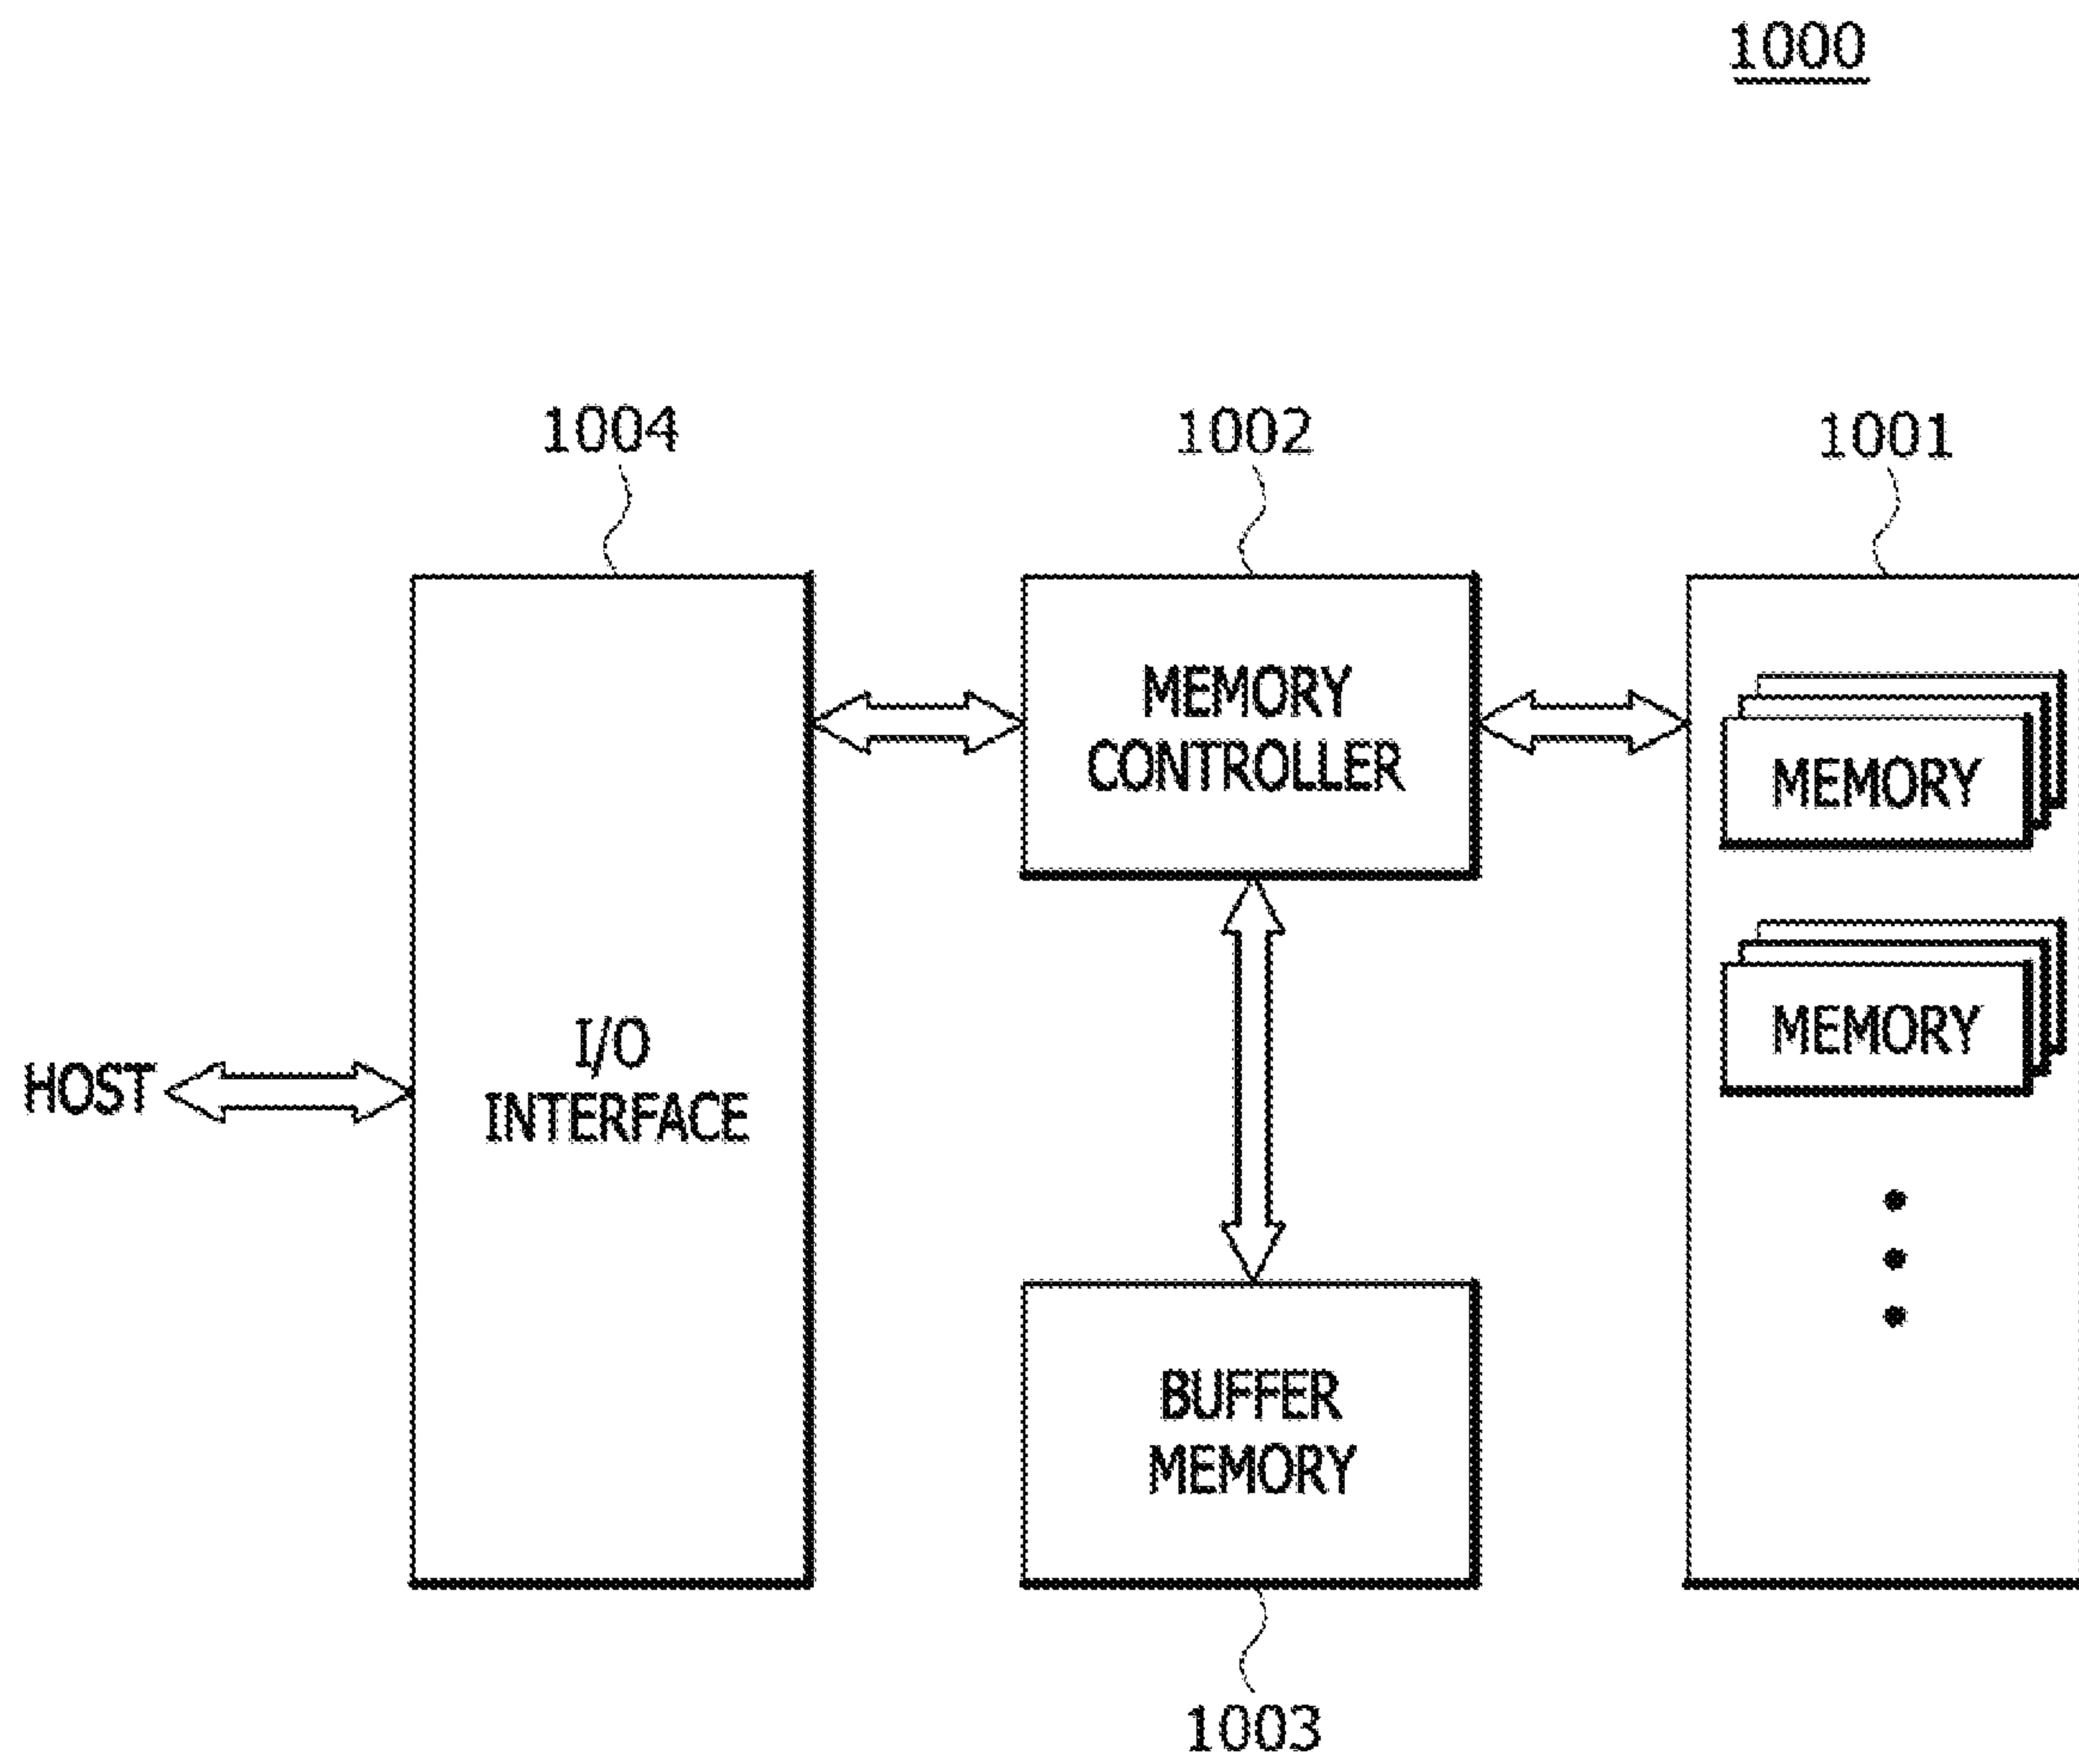 1000
1004
1002
1001
MEMORY
CONTROLLER
MEMORY
MEMORY
I/O
INTERFACE
HOST
BUFFER
MEMORY
1003